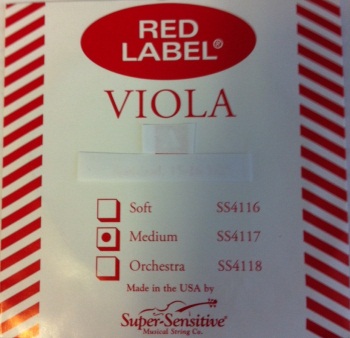 RED
LABEL®
VIOLA
Soft SS4116
Medium SS4117
Orchestra SS4118
Made in the USA by
Super-Sensitive®
Musical String Co.